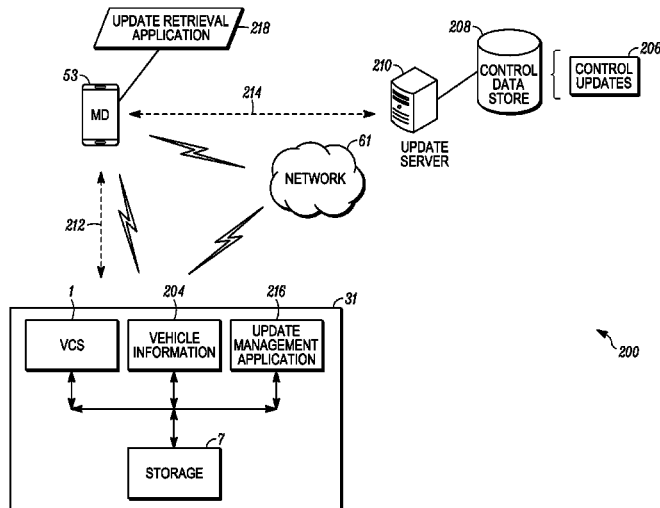 UPDATE RETRIEVAL
APPLICATION
218
53
MD
214
210
UPDATE
SERVER
208
CONTROL
DATA
STORE
206
CONTROL
UPDATES
61
NETWORK
212
31
1
VCS
204
VEHICLE
INFORMATION
216
UPDATE
MANAGEMENT
APPLICATION
7
STORAGE
200